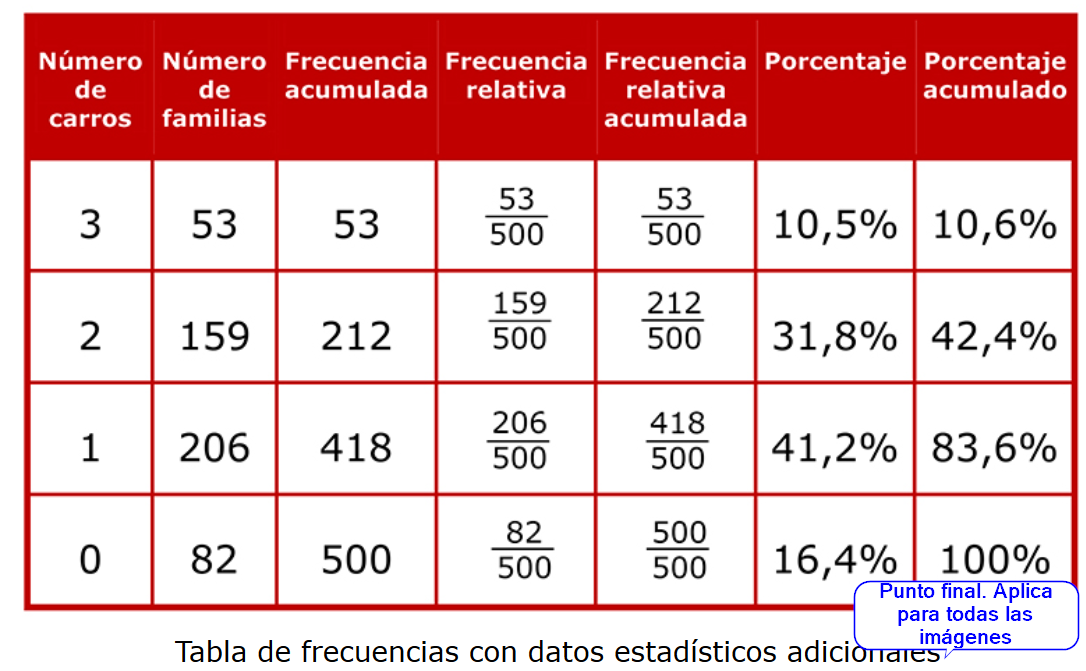 Número de carros	Número de familias	Frecuencia acumulada	Frecuencia relativa	Frecuencia relativa acumulada	Porcentaje	Porcentaje acumulado
3	53	53	53/500	53/500	10,5%	10,6%
2	159	212	159/500	212/500	31,8%	42,4%
1	206	418	206/500	418/500	41,2%	83,6%
0	82	500	82/500	500/500	16,4%	100%
Punto final. Aplica
para todas las
imágenes
Tabla de frecuencias con datos estadísticos adicionales